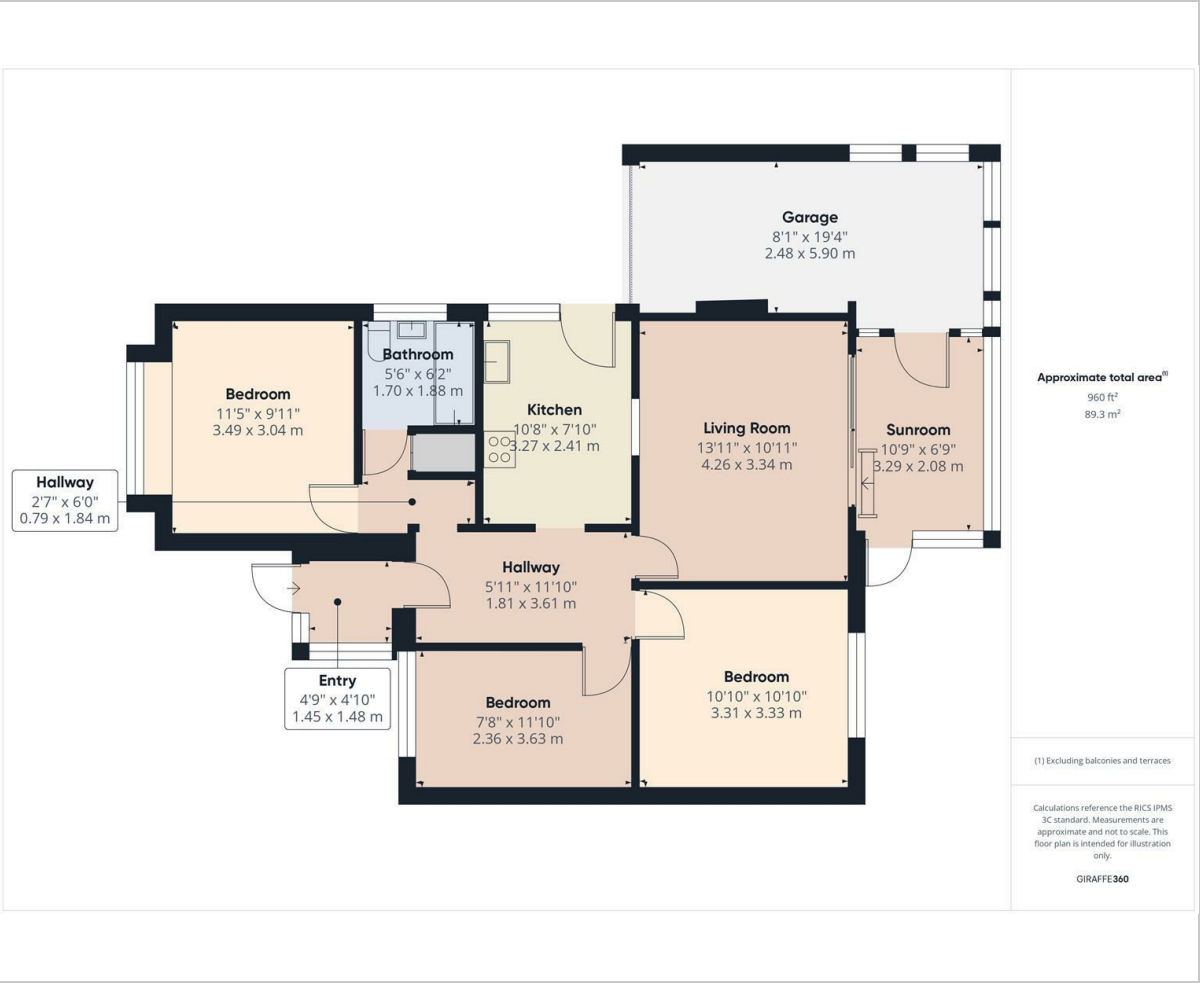 Garage
8'1" x 19'4"
2.48 x 5.90 m
Bathroom
5'6" x 6'2"
1.70 x 1.88 m
Bedroom
11'5" x 9'11"
3.49 x 3.04 m
Kitchen
10'8" x 7'10"
3.27 x 2.41 m
Living Room
13'11" x 10'11"
4.26 x 3.34 m
Sunroom
10'9" x 6'9"
3.29 x 2.08 m
Hallway
2'7" x 6'0"
0.79 x 1.84 m
Hallway
5'11" x 11'10"
1.81 x 3.61 m
Entry
4'9" x 4'10"
1.45 x 1.48 m
Bedroom
7'8" x 11'10"
2.36 x 3.63 m
Bedroom
10'10" x 10'10"
3.31 x 3.33 m
Approximate total area(1)
960 ft²
89.3 m²
(1) Excluding balconies and terraces
Calculations reference the RICS IPMS
3C standard. Measurements are
approximate and not to scale. This
floor plan is intended for illustration
only.
GIRAFFE360